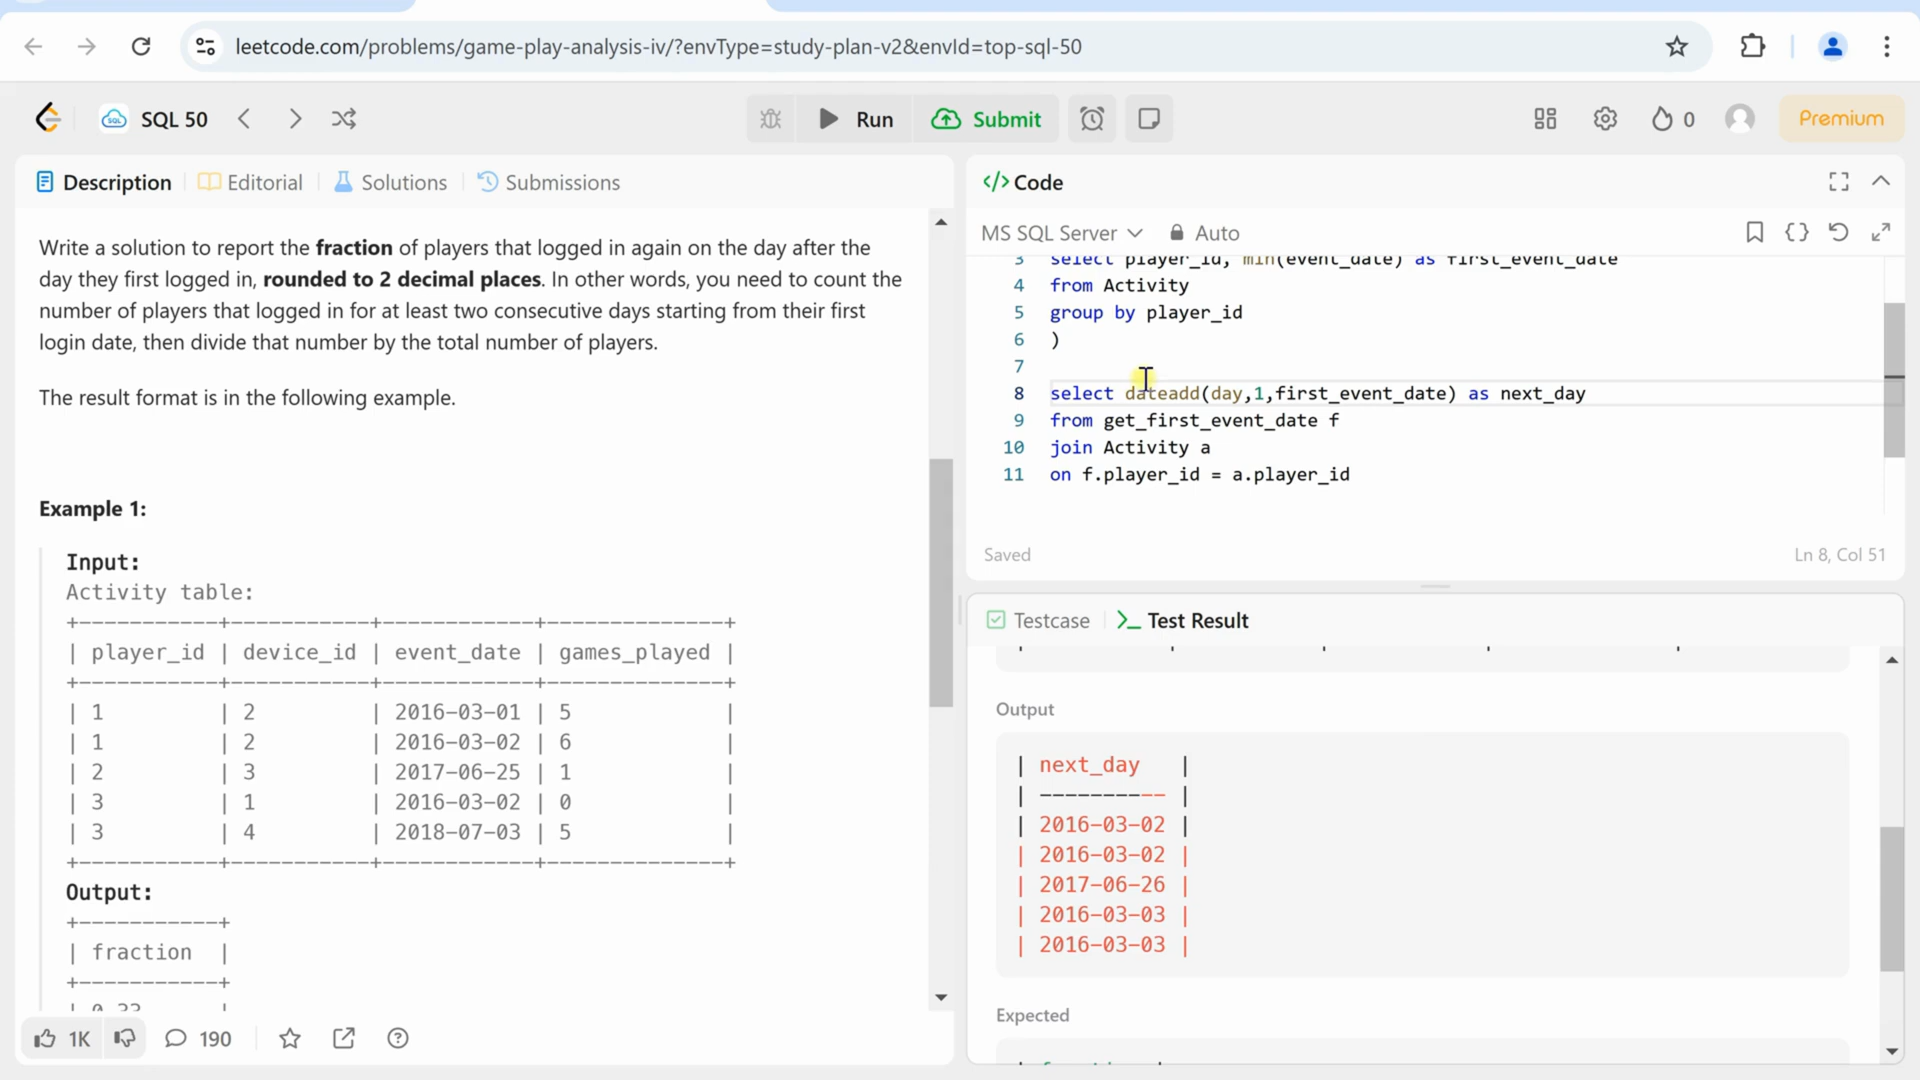 leetcode.com/problems/game-play-analysis-iv/?envType=study-plan-v2&envId=top-sql-50
SQL 50
Run
Submit
0
Premium
Description
Editorial
Solutions
Submissions
Write a solution to report the fraction of players that logged in again on the day after the
day they first logged in, rounded to 2 decimal places. In other words, you need to count the
number of players that logged in for at least two consecutive days starting from their first
login date, then divide that number by the total number of players.
The result format is in the following example.
Example 1:
Input:
Activity table:
+-----------+-----------+------------+--------------+
| player_id | device_id | event_date | games_played |
+-----------+-----------+------------+--------------+
| 1         | 2         | 2016-03-01 | 5            |
| 1         | 2         | 2016-03-02 | 6            |
| 2         | 3         | 2017-06-25 | 1            |
| 3         | 1         | 2016-03-02 | 0            |
| 3         | 4         | 2018-07-03 | 5            |
+-----------+-----------+------------+--------------+
Output:
+-----------+
| fraction  |
+-----------+
| 0.33      |
1K
190
</> Code
MS SQL Server
Auto
3 select player_id, min(event_date) as first_event_date
4 from Activity
5 group by player_id
6 )
7
8 select dateadd(day,1,first_event_date) as next_day
9 from get_first_event_date f
10 join Activity a
11 on f.player_id = a.player_id
Saved
Ln 8, Col 51
Testcase
>_ Test Result
Output
| next_day   |
| ---------- |
| 2016-03-02 |
| 2016-03-02 |
| 2017-06-26 |
| 2016-03-03 |
| 2016-03-03 |
Expected